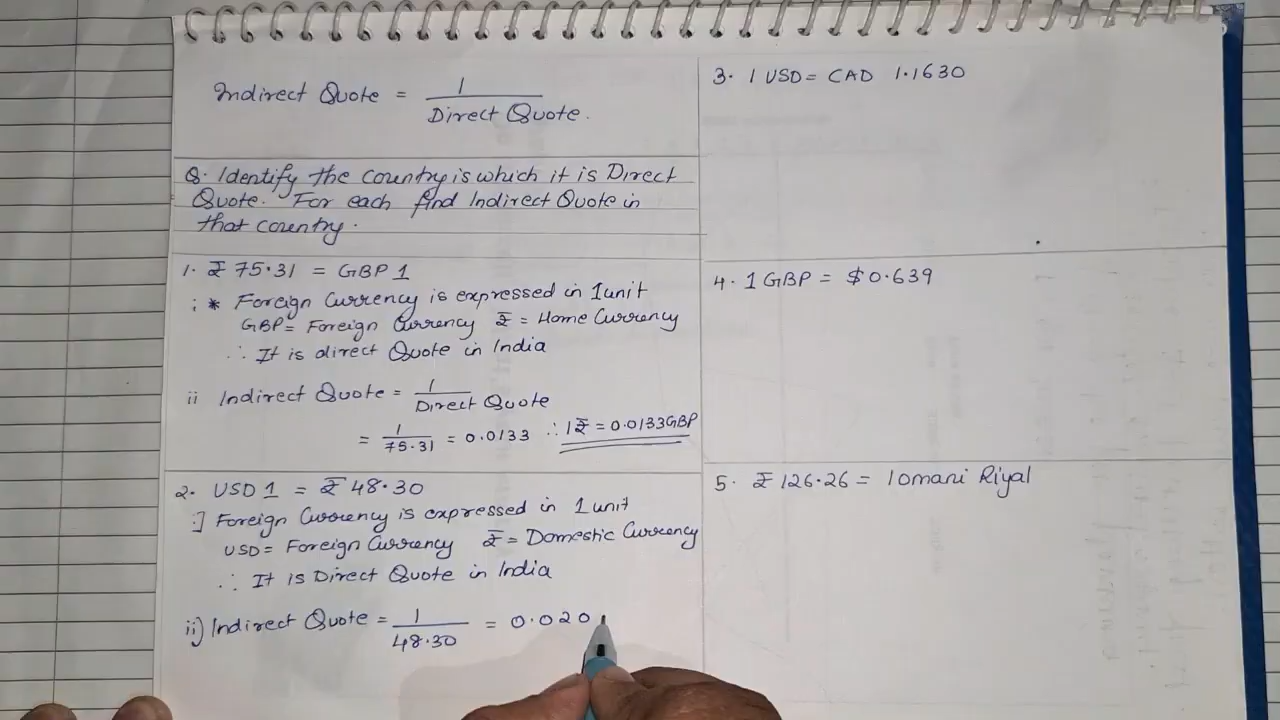 Indirect Quote = 1
Direct Quote.
Q. Identify the country is which it is Direct
Quote. For each find Indirect Quote in
that country.
1. ₹ 75.31 = GBP 1
i * Foreign Currency is expressed in 1 unit
GBP = Foreign Currency ₹ = Home Currency
∴ It is direct Quote in India
ii Indirect Quote = 1
Direct Quote
= 1/75.31 = 0.0133 ∴ 1₹ = 0.0133 GBP
2. USD 1 = ₹ 48.30
i] Foreign Currency is expressed in 1 unit
USD = Foreign Currency ₹ = Domestic Currency
∴ It is Direct Quote in India
ii) Indirect Quote = 1/48.30 = 0.020
3. 1 USD = CAD 1.1630
4. 1 GBP = $ 0.639
5. ₹ 126.26 = 1 omani Riyal